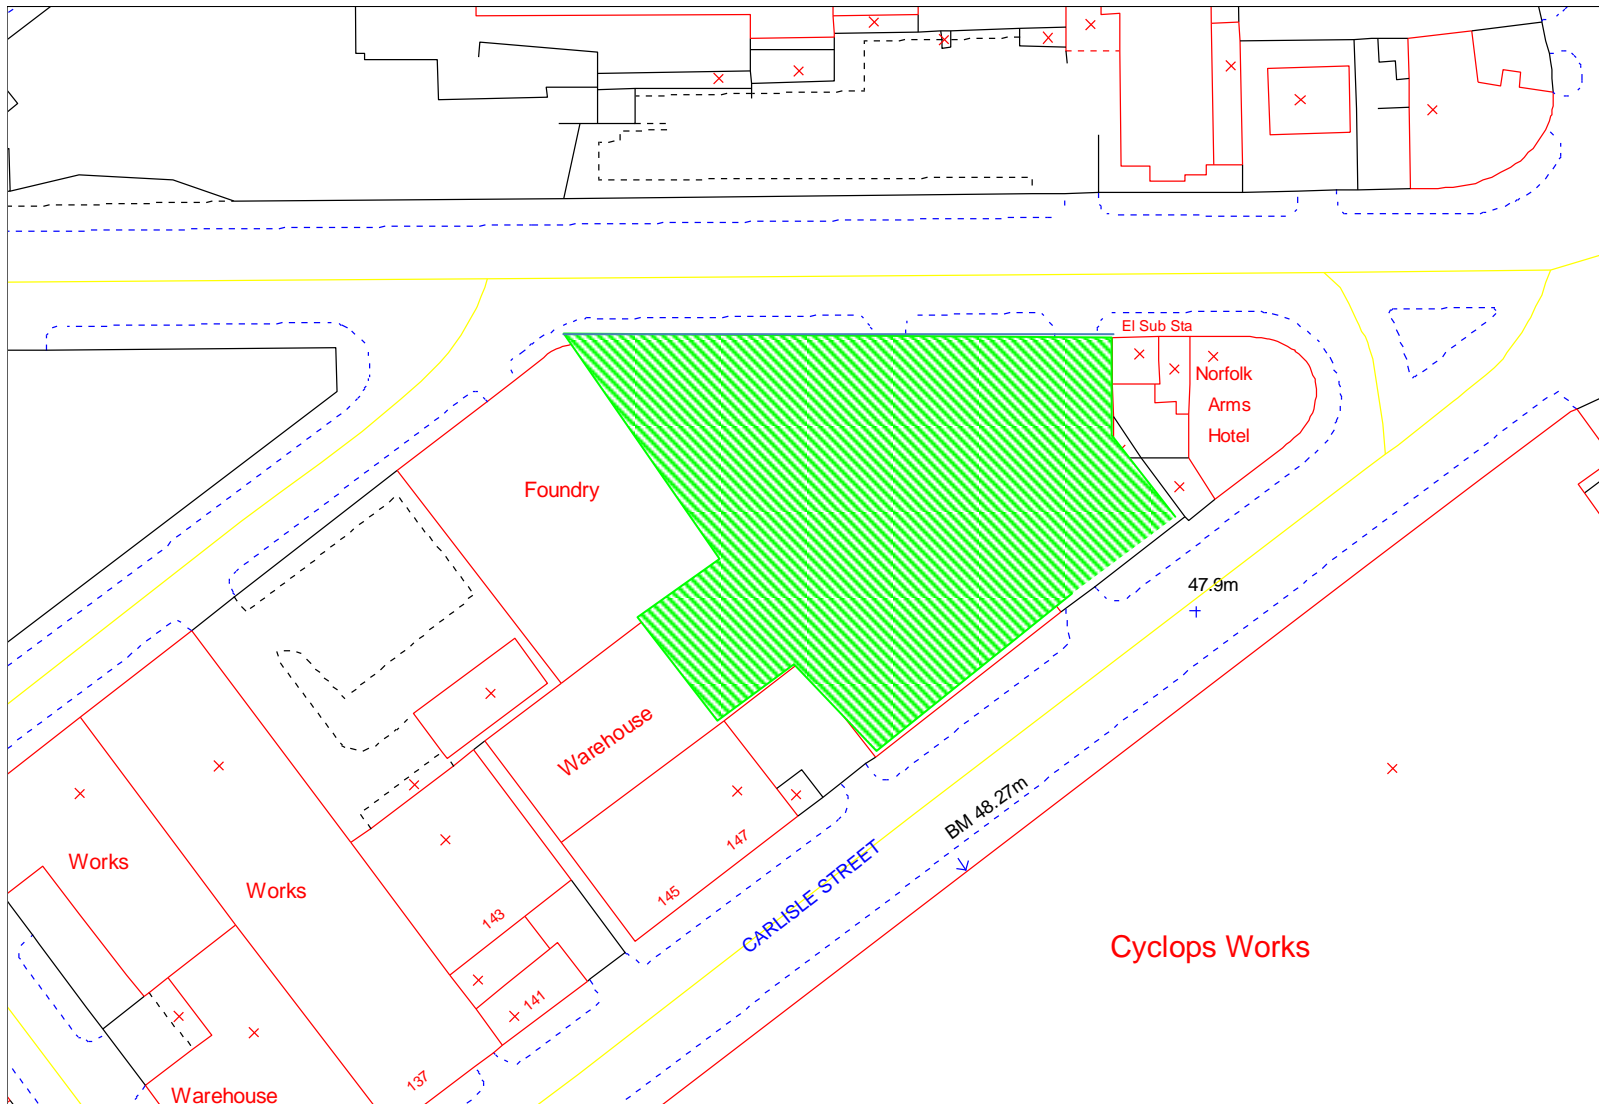 El Sub Sta
Norfolk
Arms
Hotel
Foundry
47.9m
Warehouse
BM 48.27m
147
CARLISLE STREET
Works
Works
145
143
Cyclops Works
141
137
Warehouse